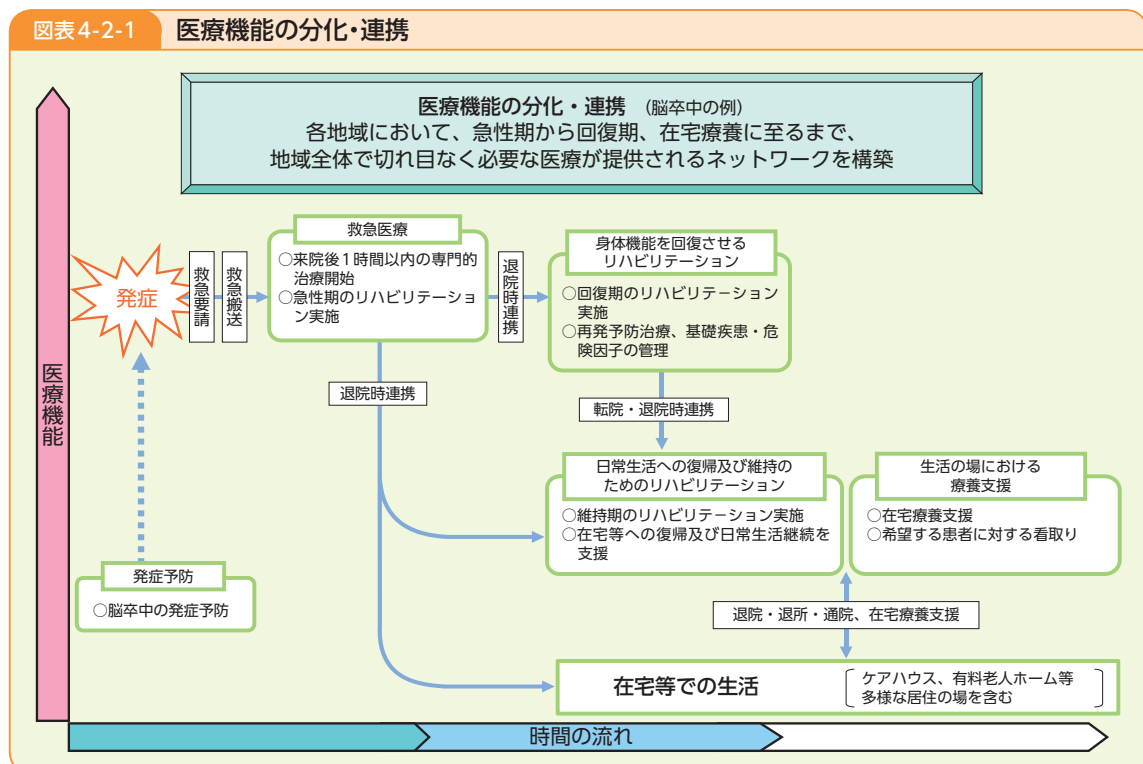 図表4-2-1
医療機能の分化・連携
医療機能の分化・連携 (脳卒中の例)
各地域において、急性期から回復期、在宅療養に至るまで、
地域全体で切れ目なく必要な医療が提供されるネットワークを構築
医療機能
発症
救急要請
救急搬送
救急医療
○来院後1時間以内の専門的
治療開始
○急性期のリハビリテーショ
ン実施
退院時連携
身体機能を回復させる
リハビリテーション
○回復期のリハビリテーション
実施
○再発予防治療、基礎疾患・危
険因子の管理
退院時連携
転院・退院時連携
日常生活への復帰及び維持の
ためのリハビリテーション
○維持期のリハビリテーション実施
○在宅等への復帰及び日常生活継続を
支援
生活の場における
療養支援
○在宅療養支援
○希望する患者に対する看取り
発症予防
○脳卒中の発症予防
退院・退所・通院、在宅療養支援
在宅等での生活
ケアハウス、有料老人ホーム等
多様な居住の場を含む
時間の流れ